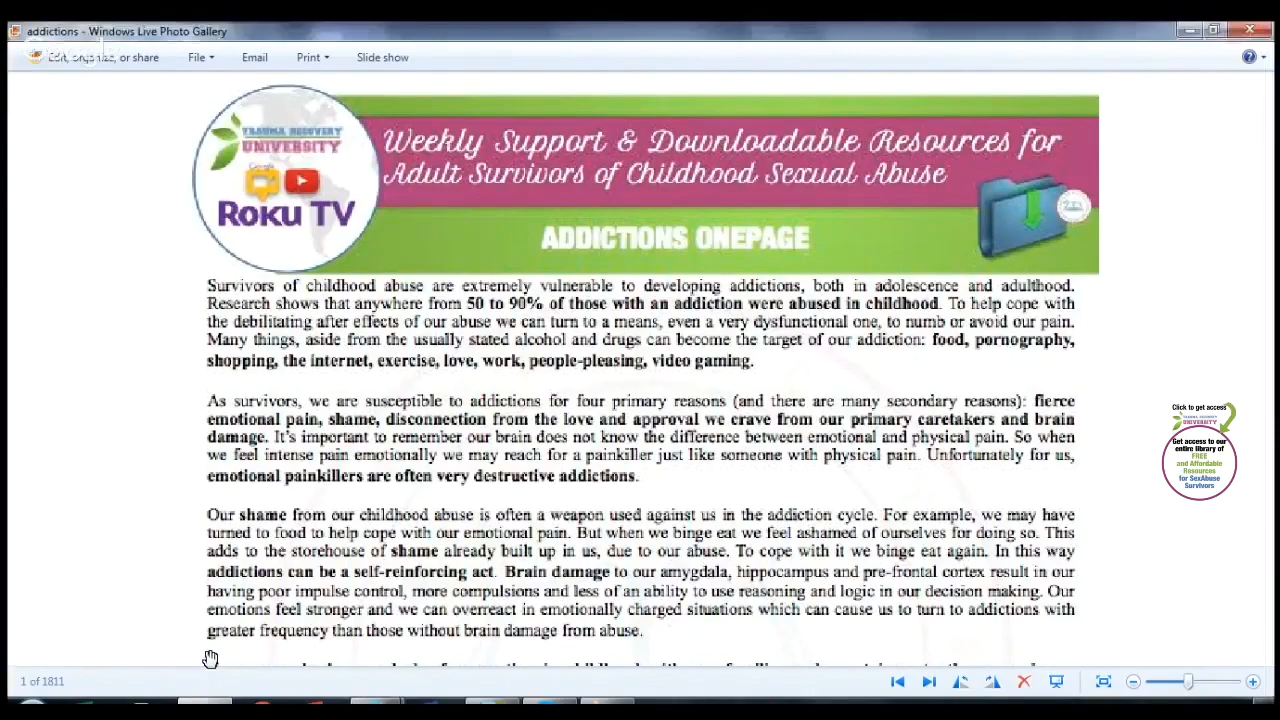 addictions - Windows Live Photo Gallery
Edit, organize, or share File Email Print Slide show
TRAUMA RECOVERY
UNIVERSITY
Google
Roku TV
Weekly Support & Downloadable Resources for
Adult Survivors of Childhood Sexual Abuse
ADDICTIONS ONEPAGE
Survivors of childhood abuse are extremely vulnerable to developing addictions, both in adolescence and adulthood.
Research shows that anywhere from 50 to 90% of those with an addiction were abused in childhood. To help cope with
the debilitating after effects of our abuse we can turn to a means, even a very dysfunctional one, to numb or avoid our pain.
Many things, aside from the usually stated alcohol and drugs can become the target of our addiction: food, pornography,
shopping, the internet, exercise, love, work, people-pleasing, video gaming.
As survivors, we are susceptible to addictions for four primary reasons (and there are many secondary reasons): fierce
emotional pain, shame, disconnection from the love and approval we crave from our primary caretakers and brain
damage. It's important to remember our brain does not know the difference between emotional and physical pain. So when
we feel intense pain emotionally we may reach for a painkiller just like someone with physical pain. Unfortunately for us,
emotional painkillers are often very destructive addictions.
Our shame from our childhood abuse is often a weapon used against us in the addiction cycle. For example, we may have
turned to food to help cope with our emotional pain. But when we binge eat we feel ashamed of ourselves for doing so. This
adds to the storehouse of shame already built up in us, due to our abuse. To cope with it we binge eat again. In this way
addictions can be a self-reinforcing act. Brain damage to our amygdala, hippocampus and pre-frontal cortex result in our
having poor impulse control, more compulsions and less of an ability to use reasoning and logic in our decision making. Our
emotions feel stronger and we can overreact in emotionally charged situations which can cause us to turn to addictions with
greater frequency than those without brain damage from abuse.
Click to get access
UNIVERSITY
Get access to our
entire library of
FREE
and Affordable
Resources
for SexAbuse
Survivors
1 of 1811